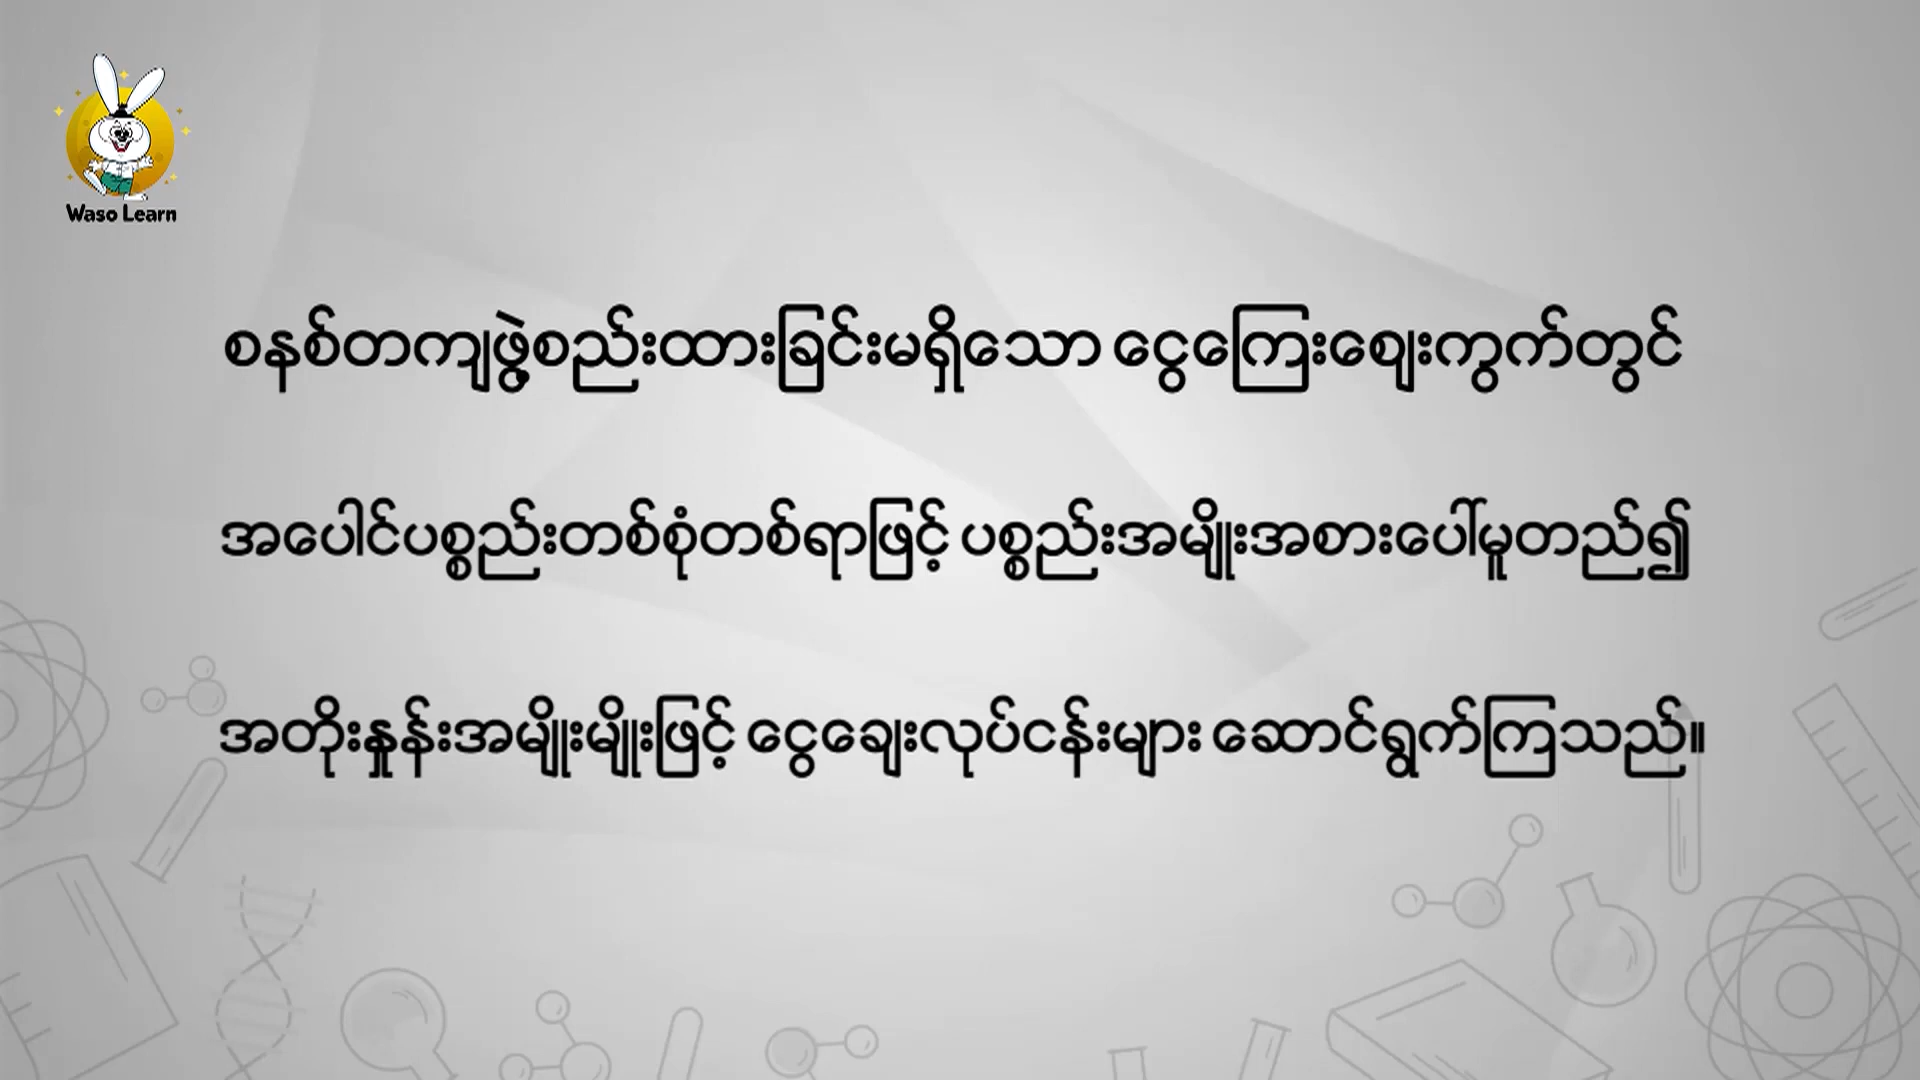 Waso Learn
စနစ်တကျဖွဲ့စည်းထားခြင်းမရှိသော ငွေကြေးဈေးကွက်တွင်
အပေါင်ပစ္စည်းတစ်စုံတစ်ရာဖြင့် ပစ္စည်းအမျိုးအစားပေါ်မူတည်၍
အတိုးနှုန်းအမျိုးမျိုးဖြင့် ငွေချေးလုပ်ငန်းများ ဆောင်ရွက်ကြသည်။